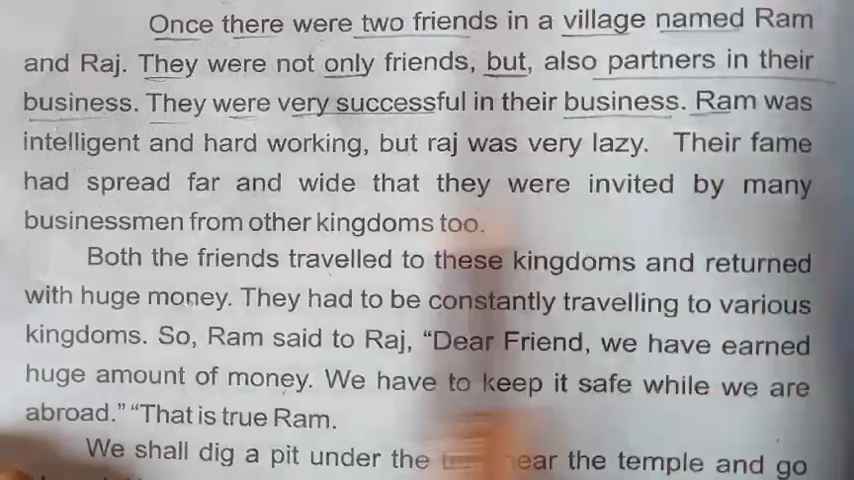 Once there were two friends in a village named Ram
and Raj. They were not only friends, but, also partners in their
business. They were very successful in their business. Ram was
intelligent and hard working, but raj was very lazy. Their fame
had spread far and wide that they were invited by many
businessmen from other kingdoms too.
Both the friends travelled to these kingdoms and returned
with huge money. They had to be constantly travelling to various
kingdoms. So, Ram said to Raj, “Dear Friend, we have earned
huge amount of money. We have to keep it safe while we are
abroad.” “That is true Ram.
We shall dig a pit under the near the temple and go